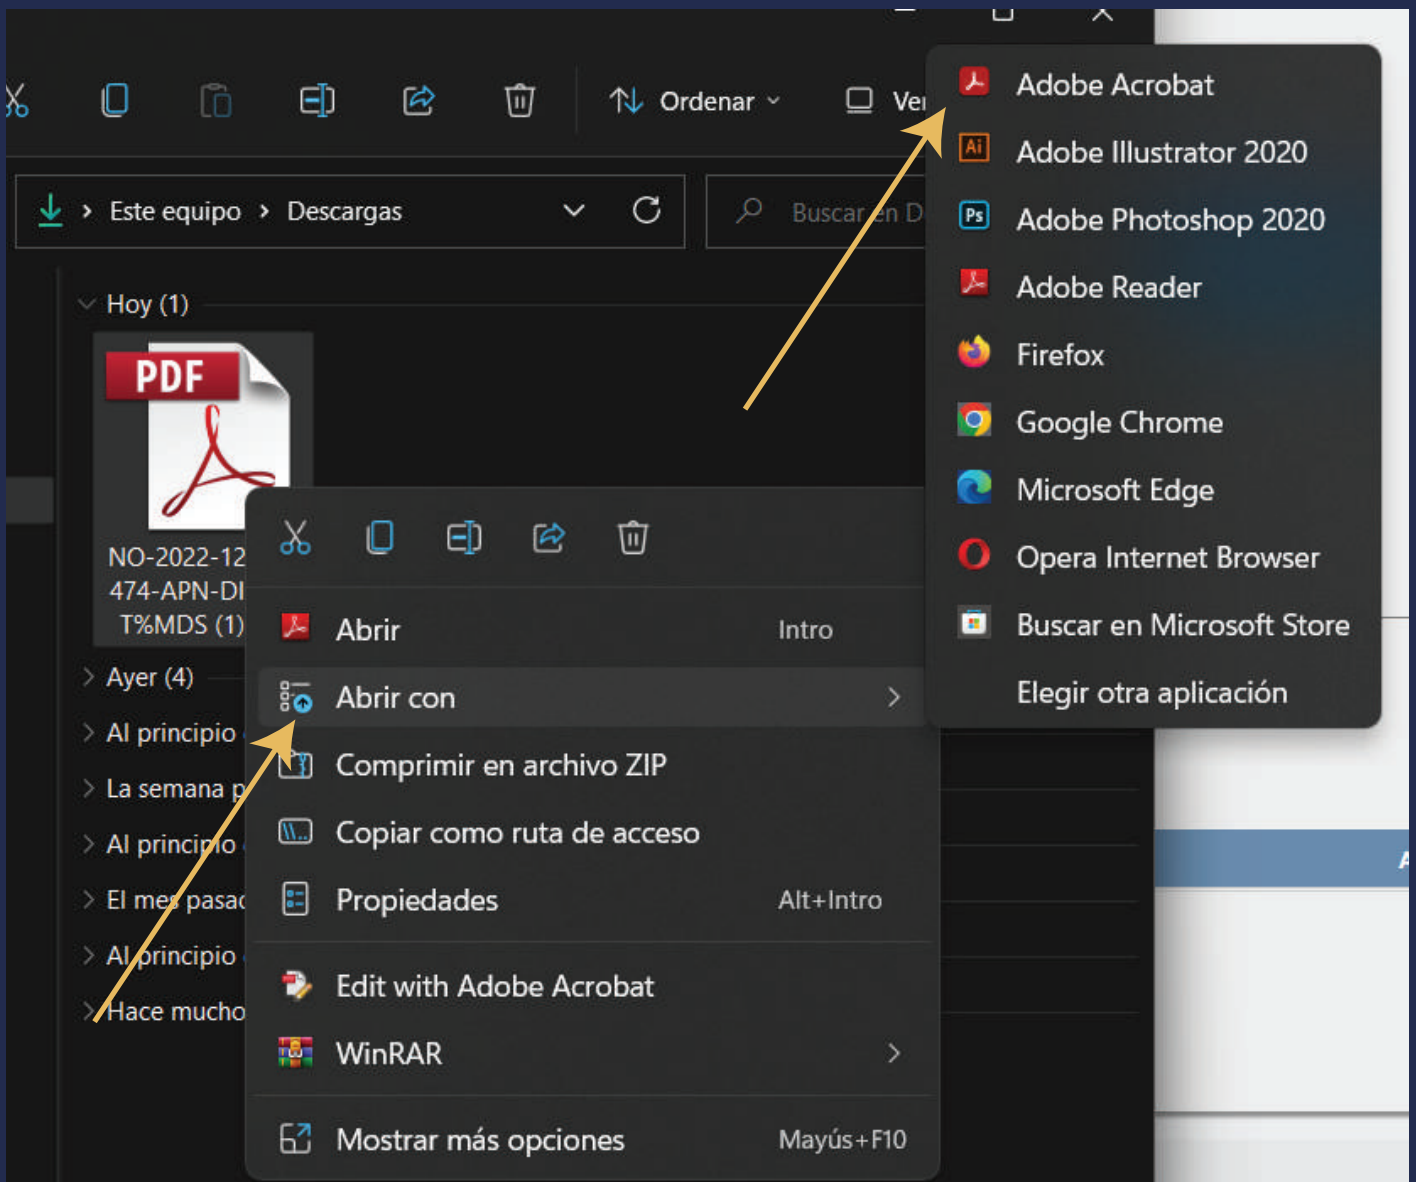 Ordenar
Ver
Este equipo > Descargas
Buscar en D
Hoy (1)
PDF
NO-2022-12
474-APN-DI
T%MDS (1)
Ayer (4)
Al principio
La semana p
Al principio
El mes pasad
Al principio
Hace mucho
Abrir Intro
Abrir con
Comprimir en archivo ZIP
Copiar como ruta de acceso
Propiedades Alt+Intro
Edit with Adobe Acrobat
WinRAR
Mostrar más opciones Mayús+F10
Adobe Acrobat
Ai Adobe Illustrator 2020
Ps Adobe Photoshop 2020
Adobe Reader
Firefox
Google Chrome
Microsoft Edge
Opera Internet Browser
Buscar en Microsoft Store
Elegir otra aplicación
A